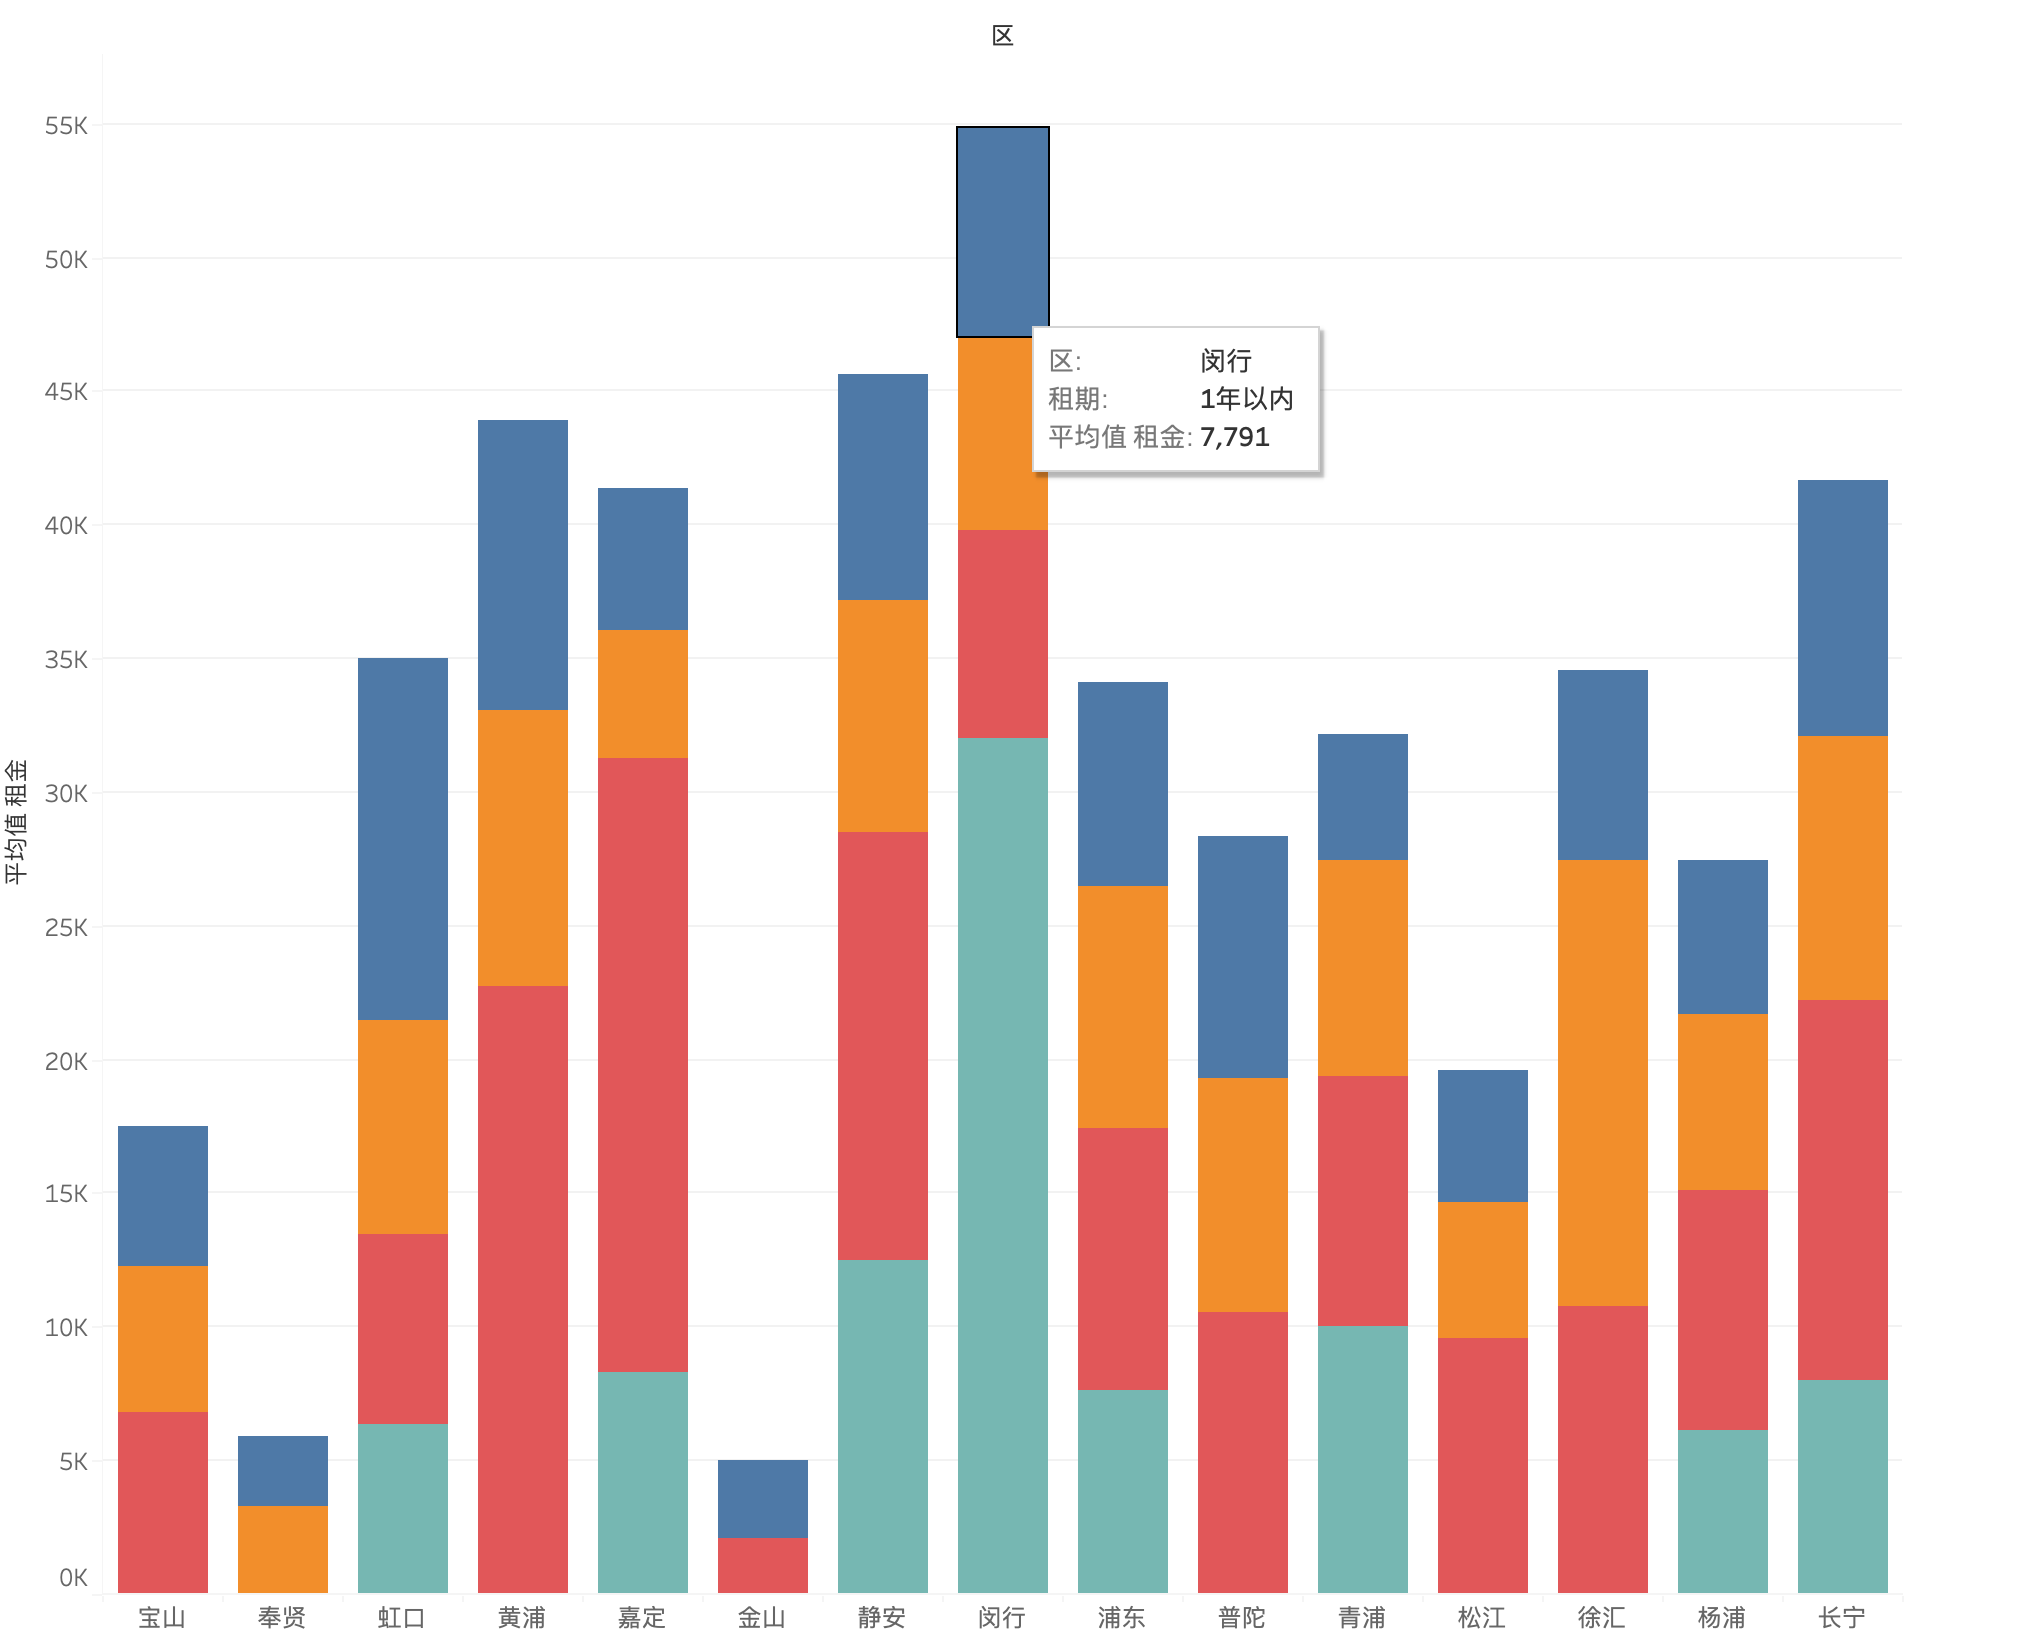 区
55K
50K
45K
40K
35K
30K
25K
20K
15K
10K
5K
0K
平均值 租金
区: 闵行
租期: 1年以内
平均值 租金: 7,791
宝山 奉贤 虹口 黄浦 嘉定 金山 静安 闵行 浦东 普陀 青浦 松江 徐汇 杨浦 长宁